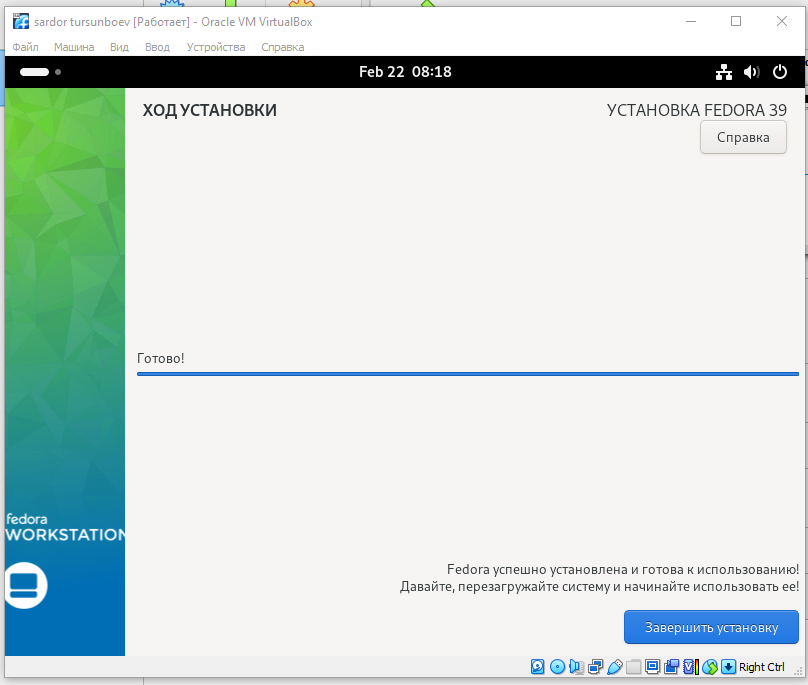 sardor tursunboev [Работает] - Oracle VM VirtualBox
Файл Машина Вид Ввод Устройства Справка
Feb 22 08:18
ХОД УСТАНОВКИ
УСТАНОВКА FEDORA 39
Справка
Готово!
fedora
WORKSTATION
Fedora успешно установлена и готова к использованию!
Давайте, перезагружайте систему и начинайте использовать ее!
Завершить установку
Right Ctrl